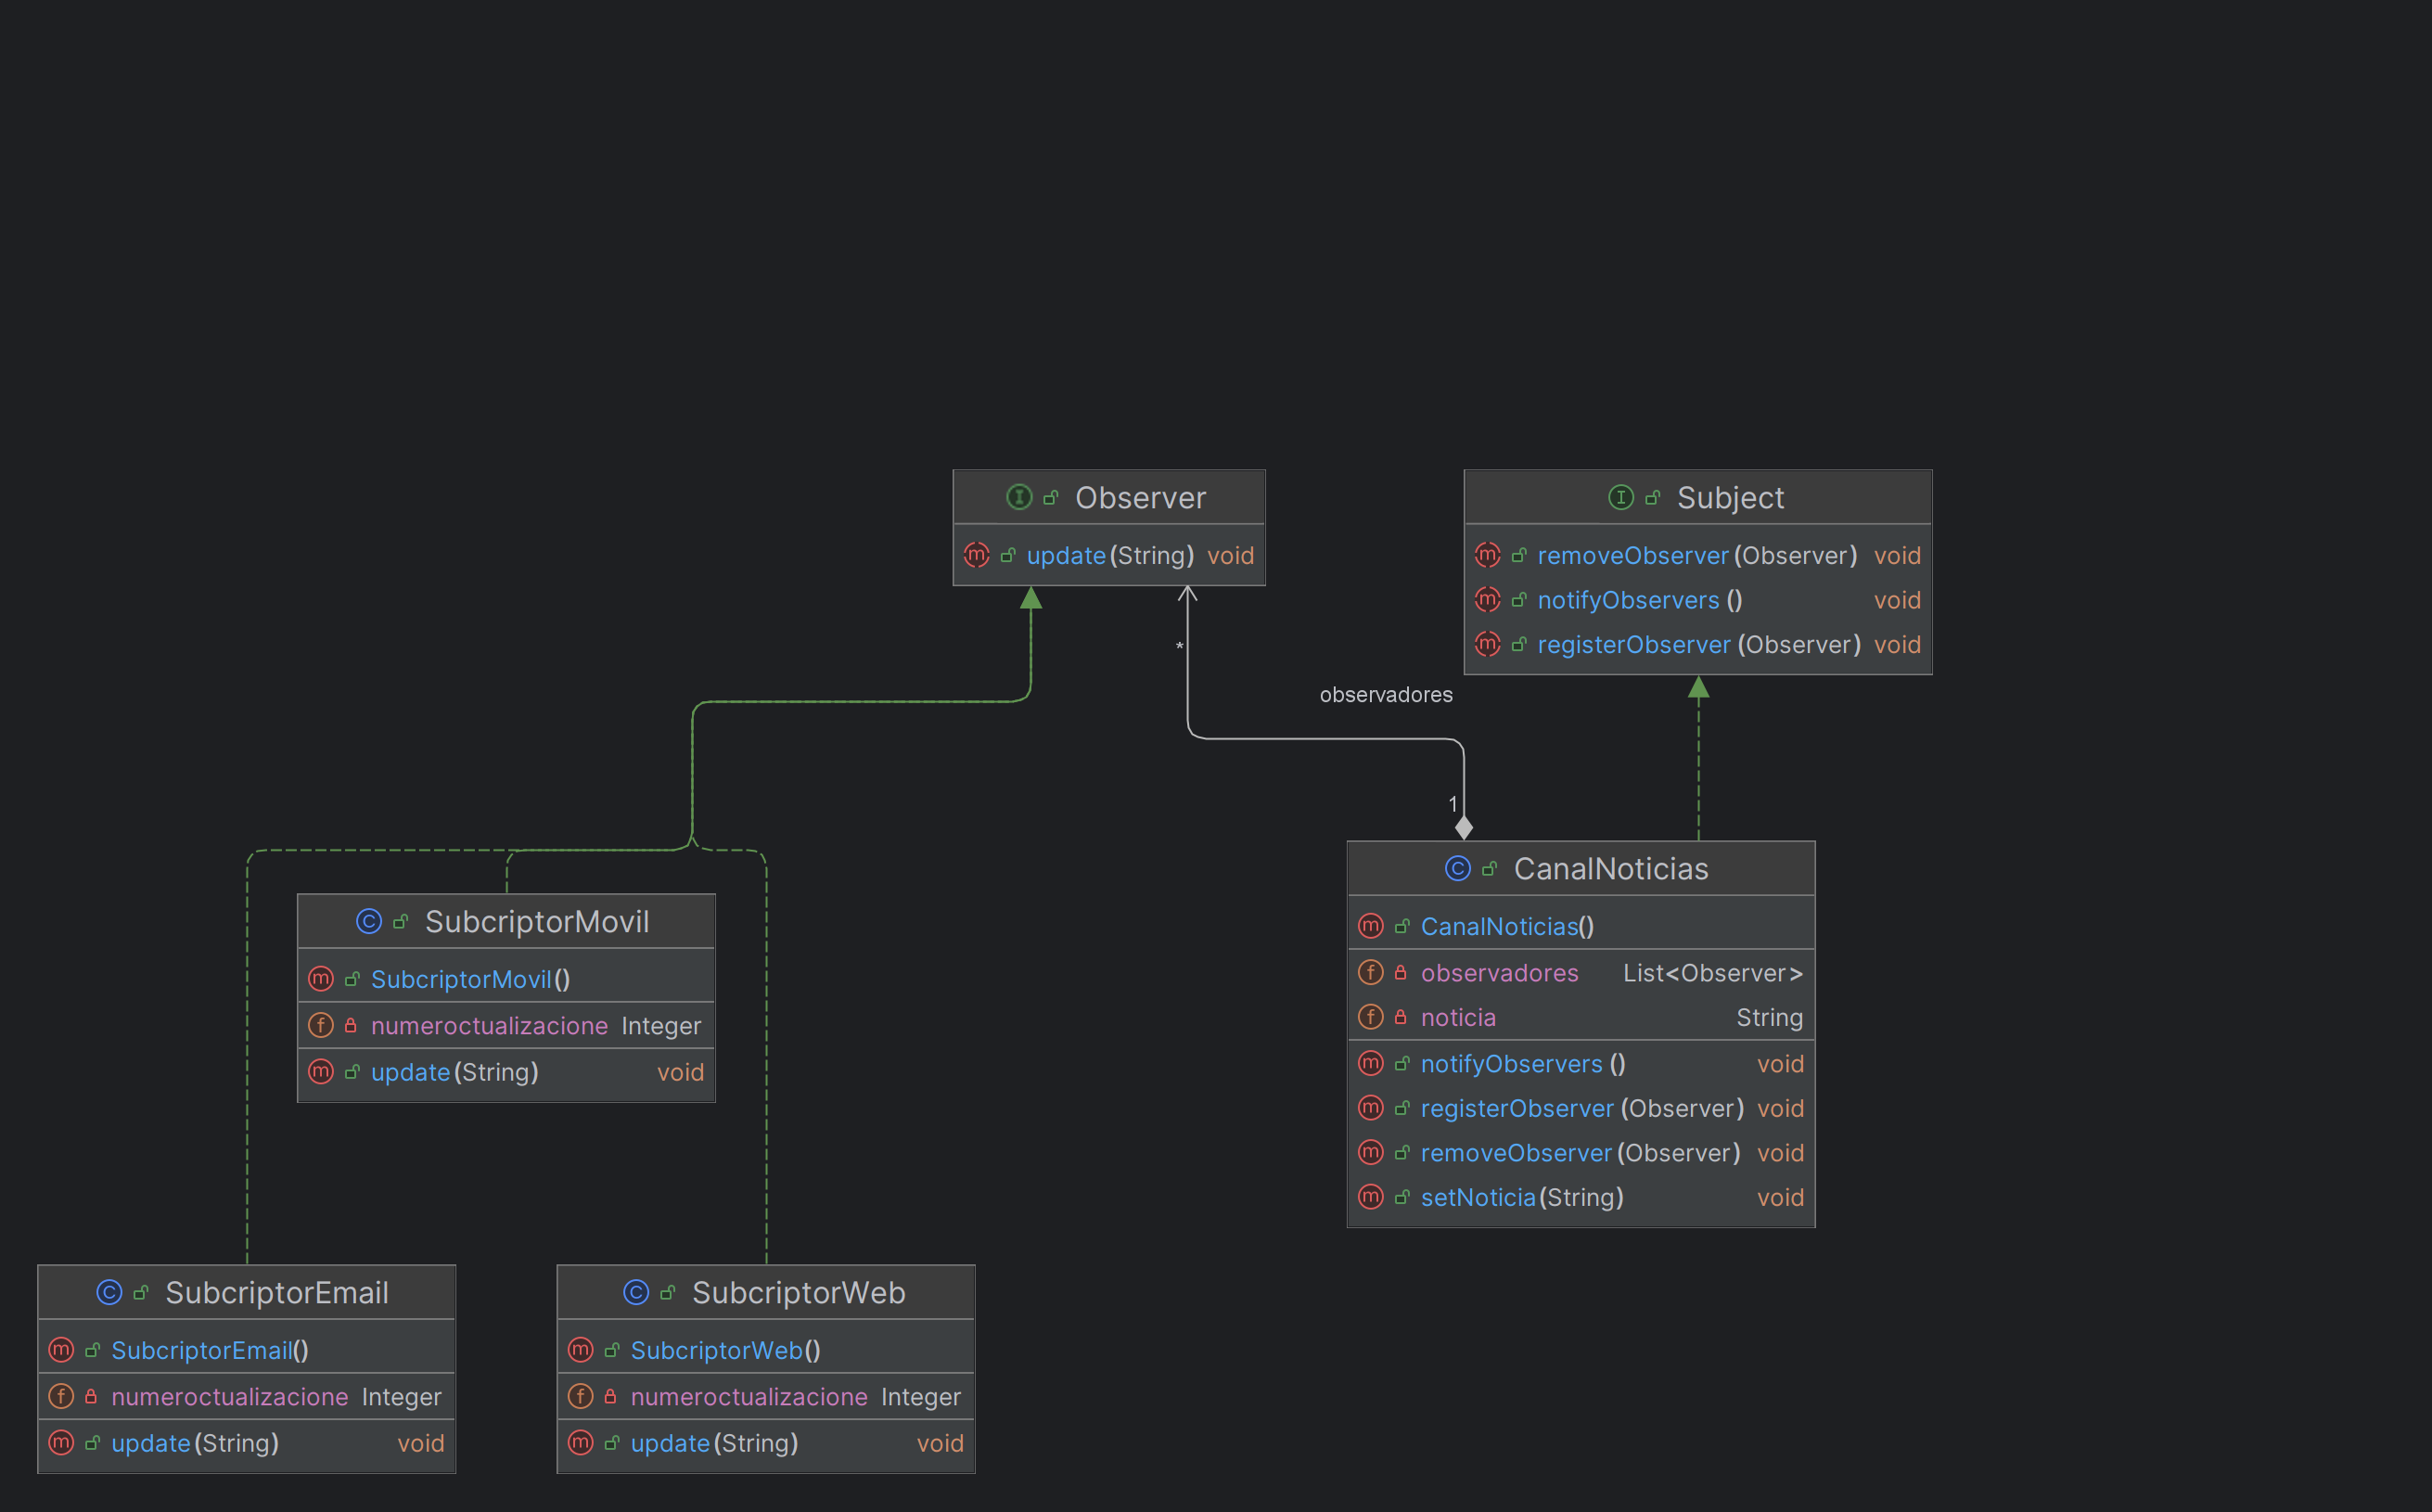 Observer
update(String) void
Subject
removeObserver(Observer) void
notifyObservers() void
registerObserver(Observer) void
*
observadores
1
CanalNoticias
CanalNoticias()
observadores List<Observer>
noticia String
notifyObservers() void
registerObserver(Observer) void
removeObserver(Observer) void
setNoticia(String) void
SubcriptorMovil
SubcriptorMovil()
numeroctualizacione Integer
update(String) void
SubcriptorEmail
SubcriptorEmail()
numeroctualizacione Integer
update(String) void
SubcriptorWeb
SubcriptorWeb()
numeroctualizacione Integer
update(String) void